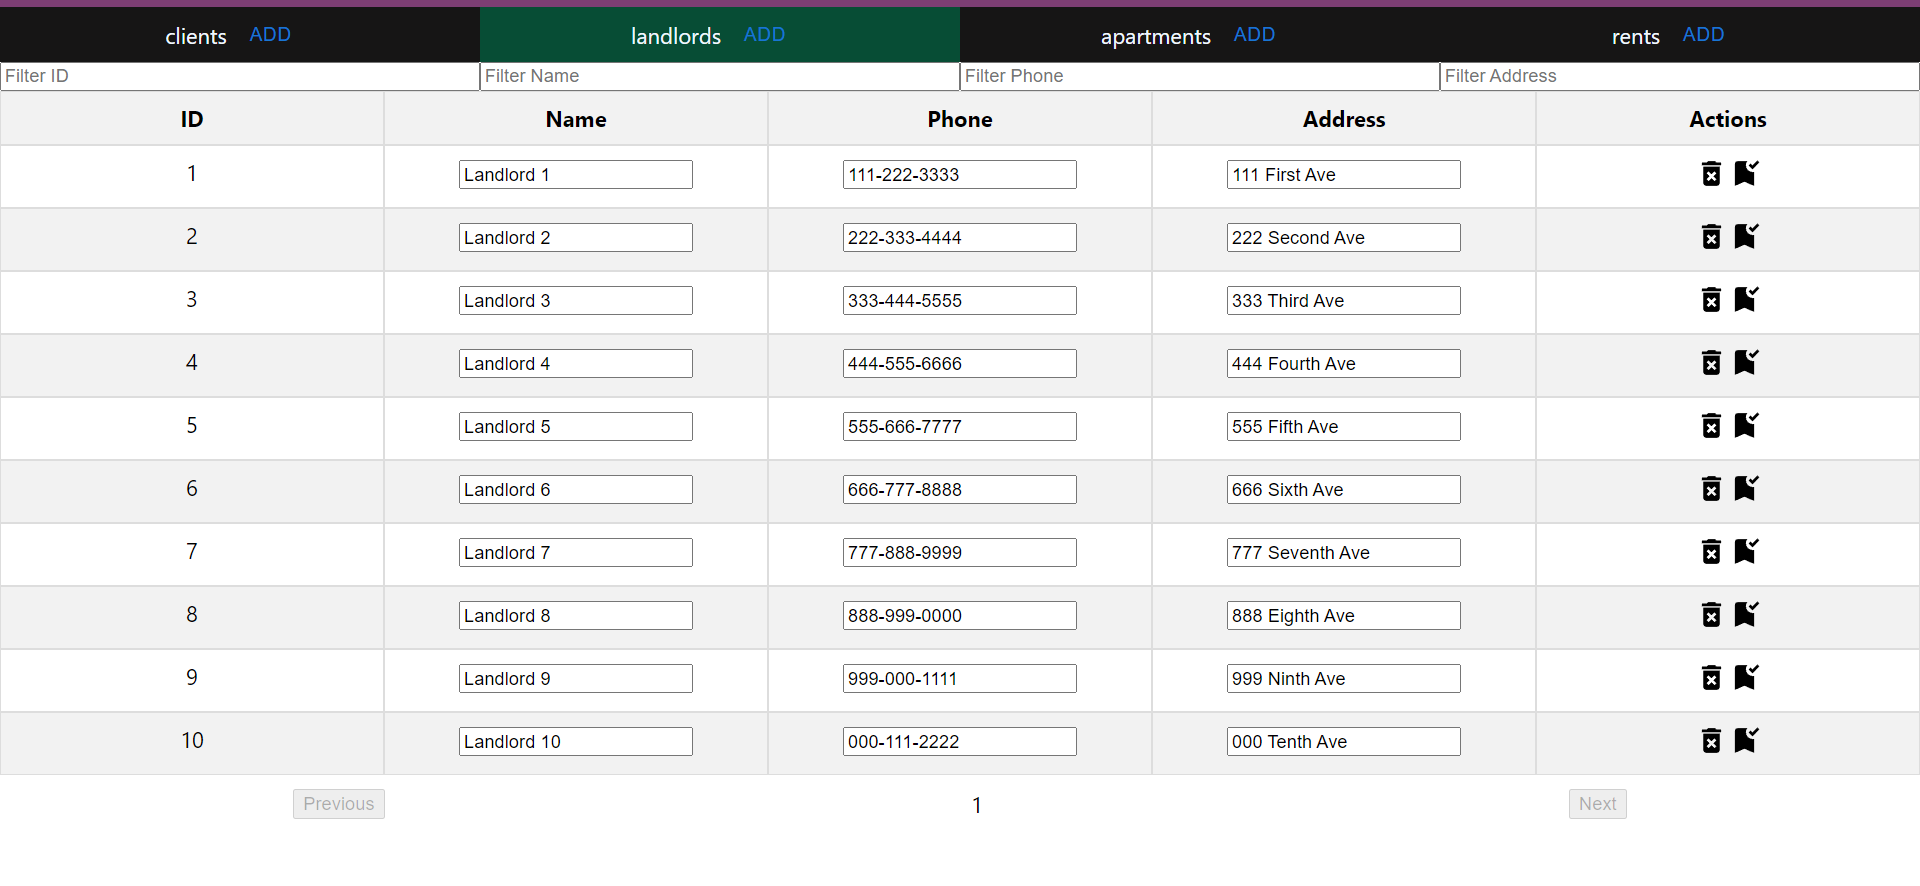 clients ADD landlords ADD apartments ADD rents ADD
Filter ID Filter Name Filter Phone Filter Address
ID Name Phone Address Actions
1 Landlord 1 111-222-3333 111 First Ave
2 Landlord 2 222-333-4444 222 Second Ave
3 Landlord 3 333-444-5555 333 Third Ave
4 Landlord 4 444-555-6666 444 Fourth Ave
5 Landlord 5 555-666-7777 555 Fifth Ave
6 Landlord 6 666-777-8888 666 Sixth Ave
7 Landlord 7 777-888-9999 777 Seventh Ave
8 Landlord 8 888-999-0000 888 Eighth Ave
9 Landlord 9 999-000-1111 999 Ninth Ave
10 Landlord 10 000-111-2222 000 Tenth Ave
Previous 1 Next